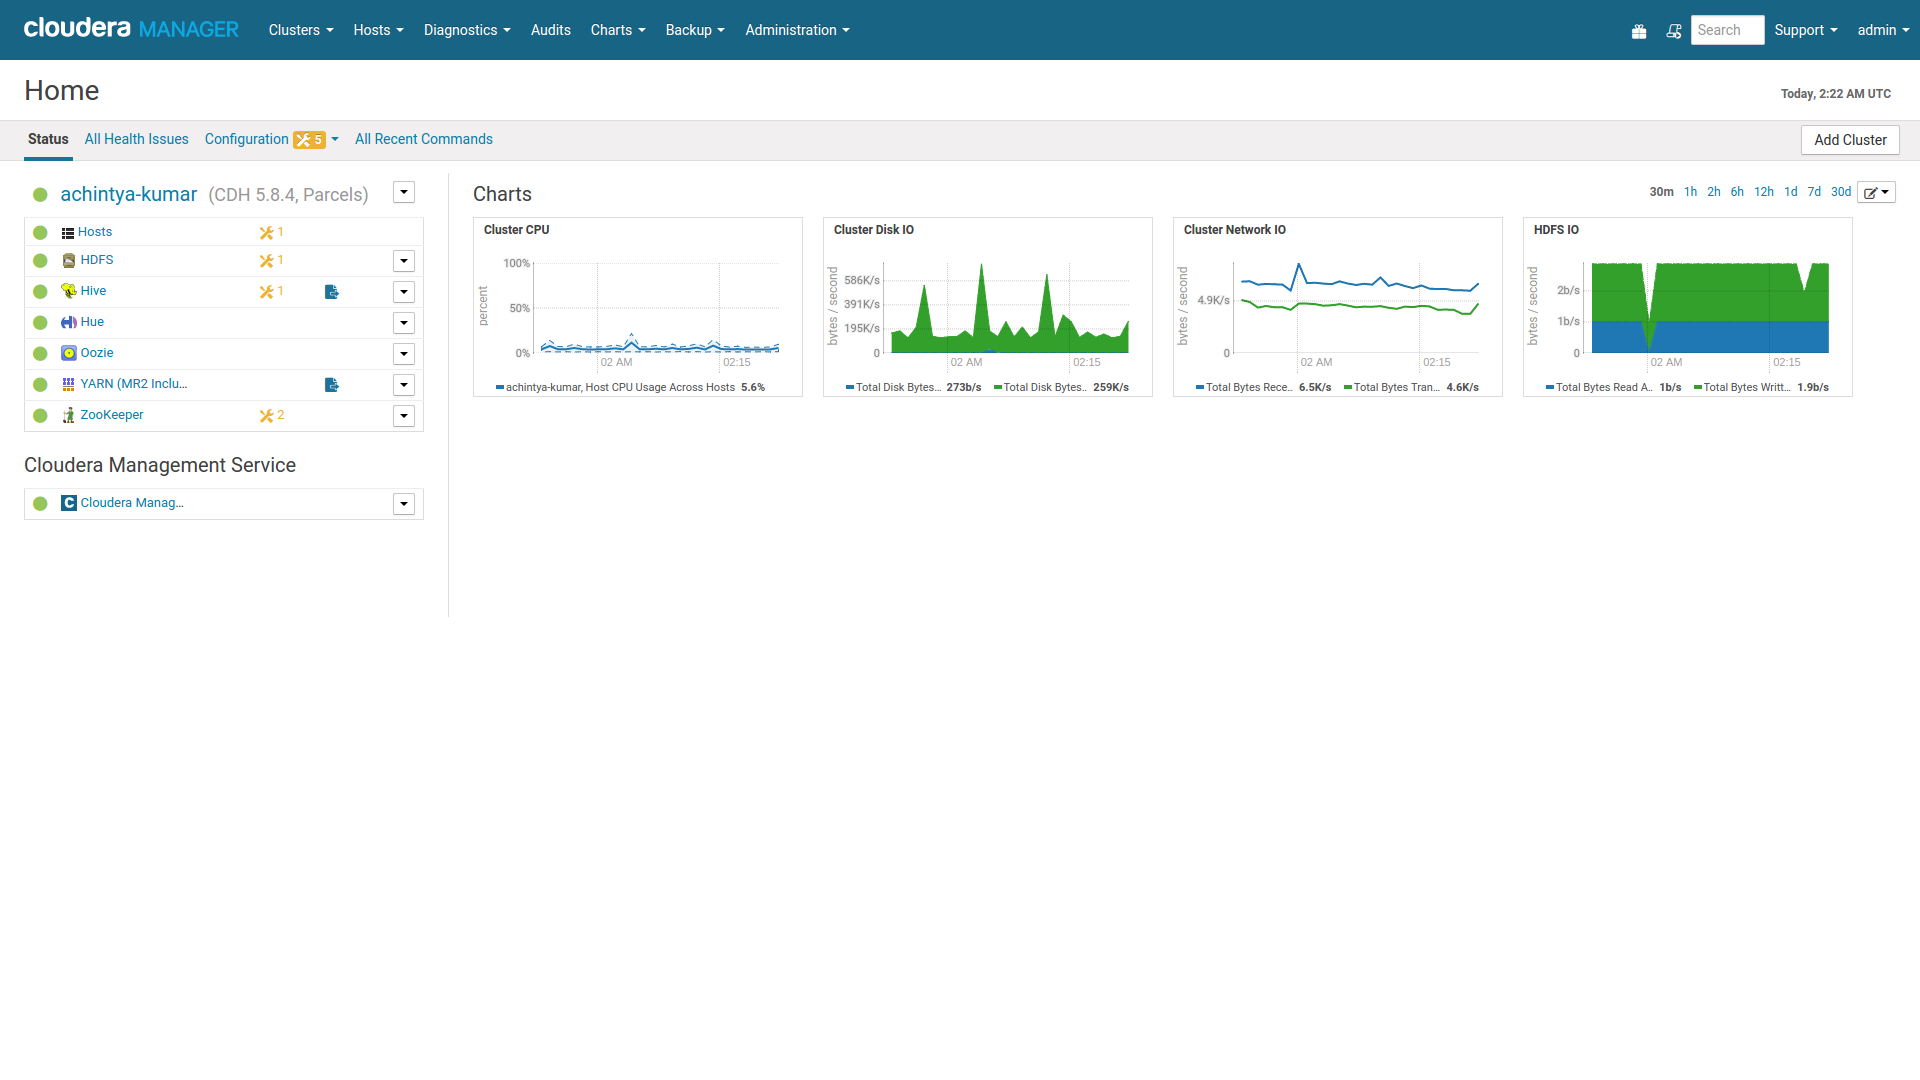 cloudera MANAGER Clusters Hosts Diagnostics Audits Charts Backup Administration Search Support admin
Home
Today, 2:22 AM UTC
Status All Health Issues Configuration 5 All Recent Commands Add Cluster
achintya-kumar (CDH 5.8.4, Parcels)
Hosts 1
HDFS 1
Hive 1
Hue
Oozie
YARN (MR2 Inclu...
ZooKeeper 2
Cloudera Management Service
C Cloudera Manag...
Charts
30m 1h 2h 6h 12h 1d 7d 30d
Cluster CPU
percent
100%
50%
0%
02 AM 02:15
achintya-kumar, Host CPU Usage Across Hosts 5.6%
Cluster Disk IO
bytes / second
586K/s
391K/s
195K/s
0
02 AM 02:15
Total Disk Bytes... 273b/s Total Disk Bytes.. 259K/s
Cluster Network IO
bytes / second
4.9K/s
0
02 AM 02:15
Total Bytes Rece.. 6.5K/s Total Bytes Tran... 4.6K/s
HDFS IO
bytes / second
2b/s
1b/s
0
02 AM 02:15
Total Bytes Read A.. 1b/s Total Bytes Writt... 1.9b/s